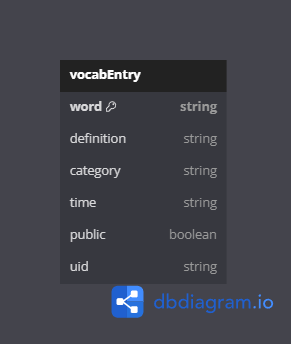 vocabEntry
word string
definition string
category string
time string
public boolean
uid string
dbdiagram.io